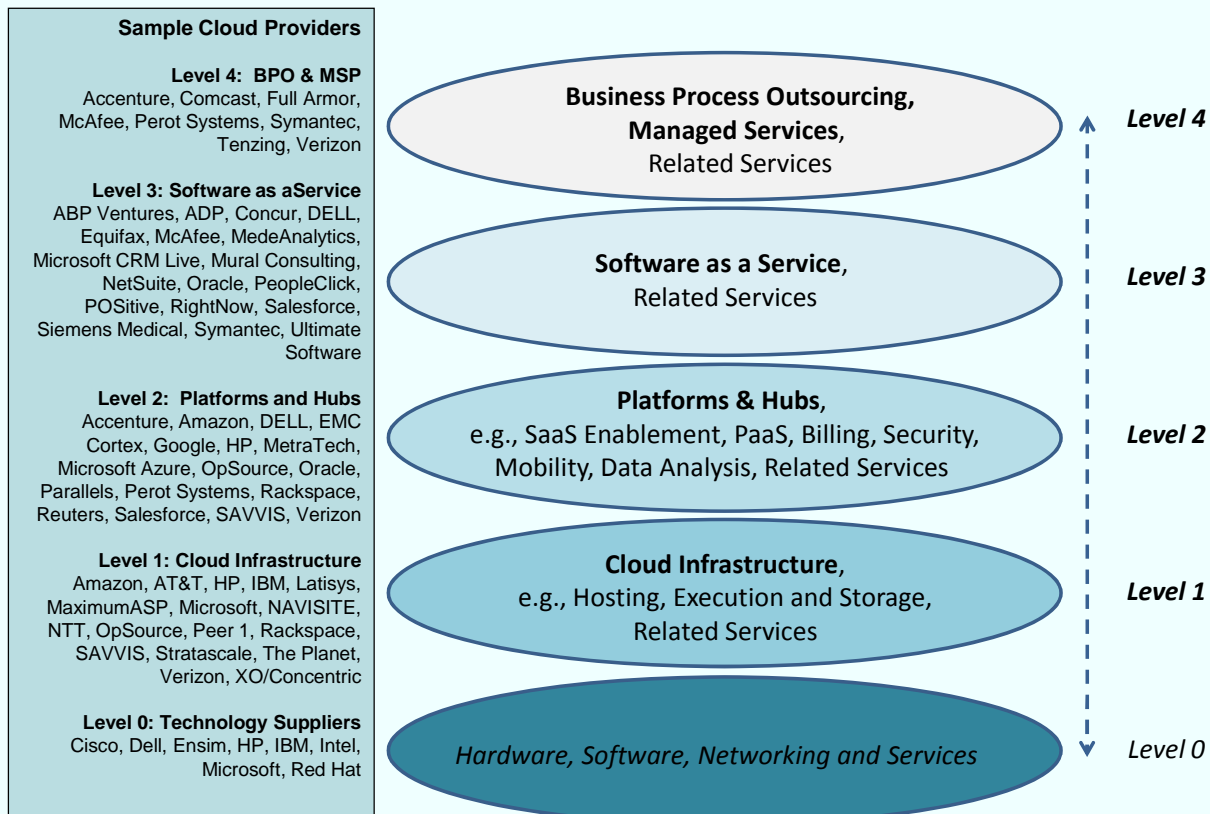 Sample Cloud Providers
Level 4:  BPO & MSP
Accenture, Comcast, Full Armor,
McAfee, Perot Systems, Symantec,
Tenzing, Verizon
Level 3: Software as aService
ABP Ventures, ADP, Concur, DELL,
Equifax, McAfee, MedeAnalytics,
Microsoft CRM Live, Mural Consulting,
NetSuite, Oracle, PeopleClick,
POSitive, RightNow, Salesforce,
Siemens Medical, Symantec, Ultimate
Software
Level 2:  Platforms and Hubs
Accenture, Amazon, DELL, EMC
Cortex, Google, HP, MetraTech,
Microsoft Azure, OpSource, Oracle,
Parallels, Perot Systems, Rackspace,
Reuters, Salesforce, SAVVIS, Verizon
Level 1: Cloud Infrastructure
Amazon, AT&T, HP, IBM, Latisys,
MaximumASP, Microsoft, NAVISITE,
NTT, OpSource, Peer 1, Rackspace,
SAVVIS, Stratascale, The Planet,
Verizon, XO/Concentric
Level 0: Technology Suppliers
Cisco, Dell, Ensim, HP, IBM, Intel,
Microsoft, Red Hat
Business Process Outsourcing,
Managed Services,
Related Services
Level 4
Software as a Service,
Related Services
Level 3
Platforms & Hubs,
e.g., SaaS Enablement, PaaS, Billing, Security,
Mobility, Data Analysis, Related Services
Level 2
Cloud Infrastructure,
e.g., Hosting, Execution and Storage,
Related Services
Level 1
Hardware, Software, Networking and Services
Level 0